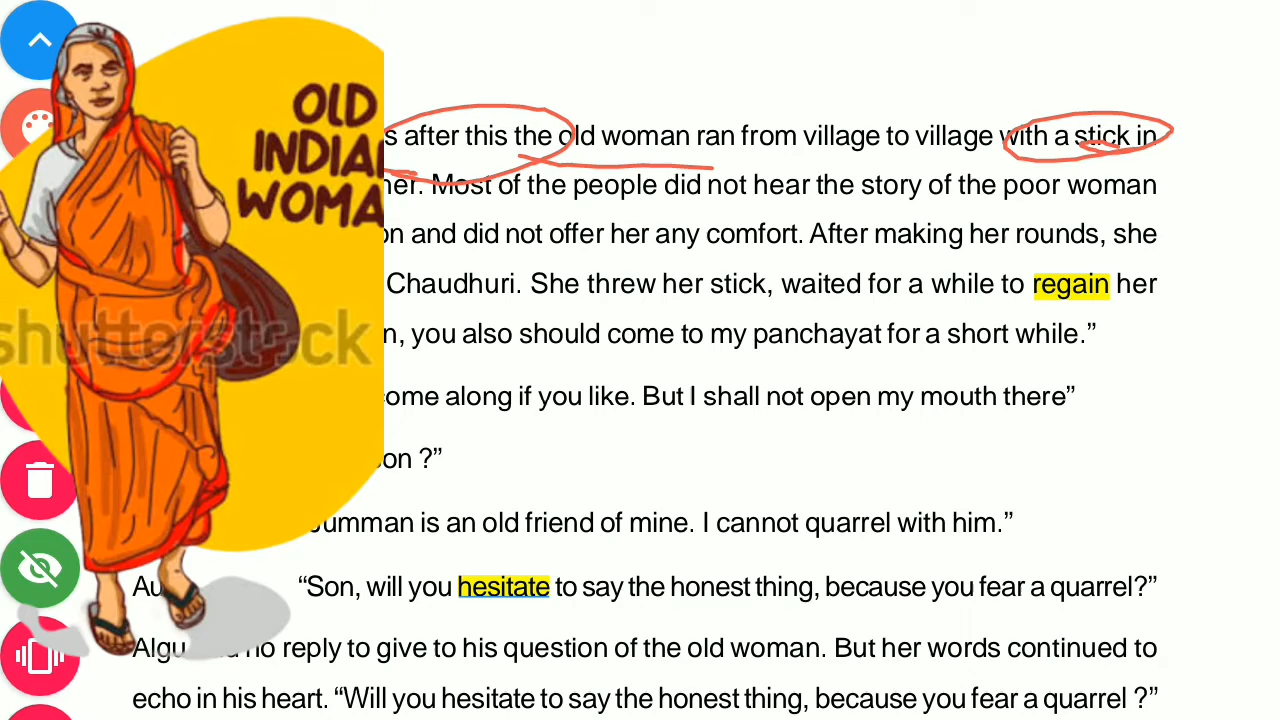 OLD
INDIAN
WOMA
s after this the old woman ran from village to village with a stick in
her. Most of the people did not hear the story of the poor woman
on and did not offer her any comfort. After making her rounds, she
Chaudhuri. She threw her stick, waited for a while to regain her
n, you also should come to my panchayat for a short while.”
shutterstock
come along if you like. But I shall not open my mouth there”
son ?”
Jumman is an old friend of mine. I cannot quarrel with him.”
Au “Son, will you hesitate to say the honest thing, because you fear a quarrel?”
Algu had no reply to give to his question of the old woman. But her words continued to
echo in his heart. “Will you hesitate to say the honest thing, because you fear a quarrel ?”